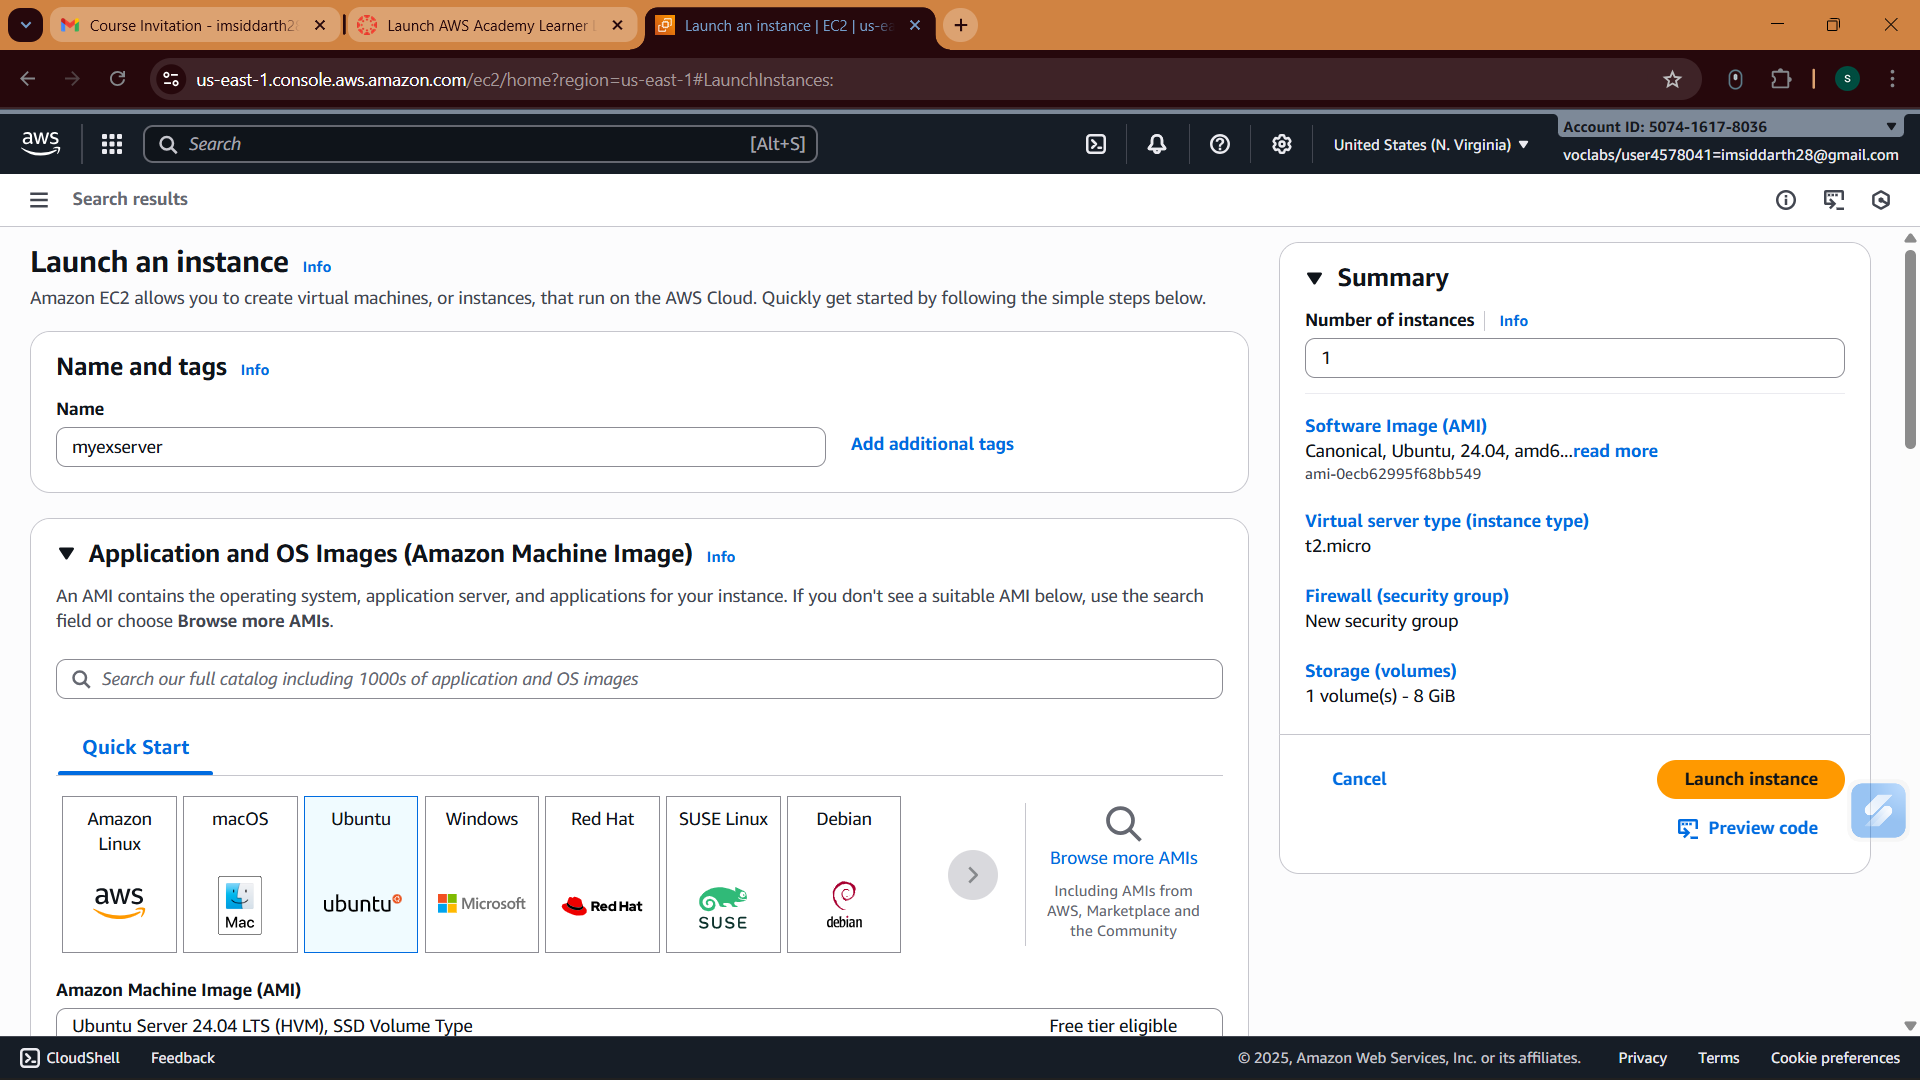 Course Invitation - imsiddarth28
Launch AWS Academy Learner L
Launch an instance | EC2 | us-ea
us-east-1.console.aws.amazon.com/ec2/home?region=us-east-1#LaunchInstances:
S
aws
Search
[Alt+S]
United States (N. Virginia)
Account ID: 5074-1617-8036
voclabs/user4578041=imsiddarth28@gmail.com
Search results
Launch an instance Info
Amazon EC2 allows you to create virtual machines, or instances, that run on the AWS Cloud. Quickly get started by following the simple steps below.
Name and tags Info
Name
myexserver
Add additional tags
Application and OS Images (Amazon Machine Image) Info
An AMI contains the operating system, application server, and applications for your instance. If you don't see a suitable AMI below, use the search
field or choose Browse more AMIs.
Search our full catalog including 1000s of application and OS images
Quick Start
Amazon
Linux
aws
macOS
Mac
Ubuntu
ubuntu
Windows
Microsoft
Red Hat
Red Hat
SUSE Linux
SUSE
Debian
debian
Browse more AMIs
Including AMIs from
AWS, Marketplace and
the Community
Amazon Machine Image (AMI)
Ubuntu Server 24.04 LTS (HVM), SSD Volume Type
Free tier eligible
Summary
Number of instances Info
1
Software Image (AMI)
Canonical, Ubuntu, 24.04, amd6...read more
ami-0ecb62995f68bb549
Virtual server type (instance type)
t2.micro
Firewall (security group)
New security group
Storage (volumes)
1 volume(s) - 8 GiB
Cancel
Launch instance
Preview code
CloudShell
Feedback
© 2025, Amazon Web Services, Inc. or its affiliates.
Privacy
Terms
Cookie preferences